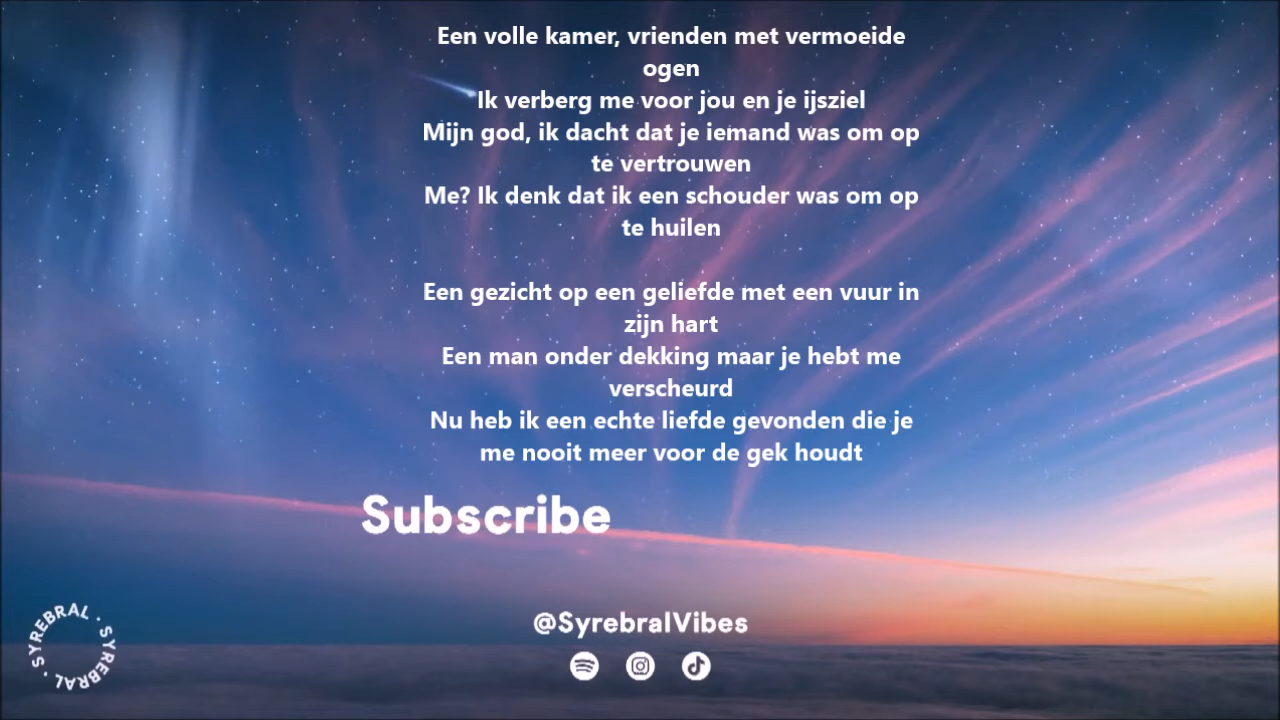 Een volle kamer, vrienden met vermoeide
ogen
Ik verberg me voor jou en je ijsziel
Mijn god, ik dacht dat je iemand was om op
te vertrouwen
Me? Ik denk dat ik een schouder was om op
te huilen
Een gezicht op een geliefde met een vuur in
zijn hart
Een man onder dekking maar je hebt me
verscheurd
Nu heb ik een echte liefde gevonden die je
me nooit meer voor de gek houdt
Subscribe
@SyrebralVibes
SYREBRAL · SYREBRAL ·